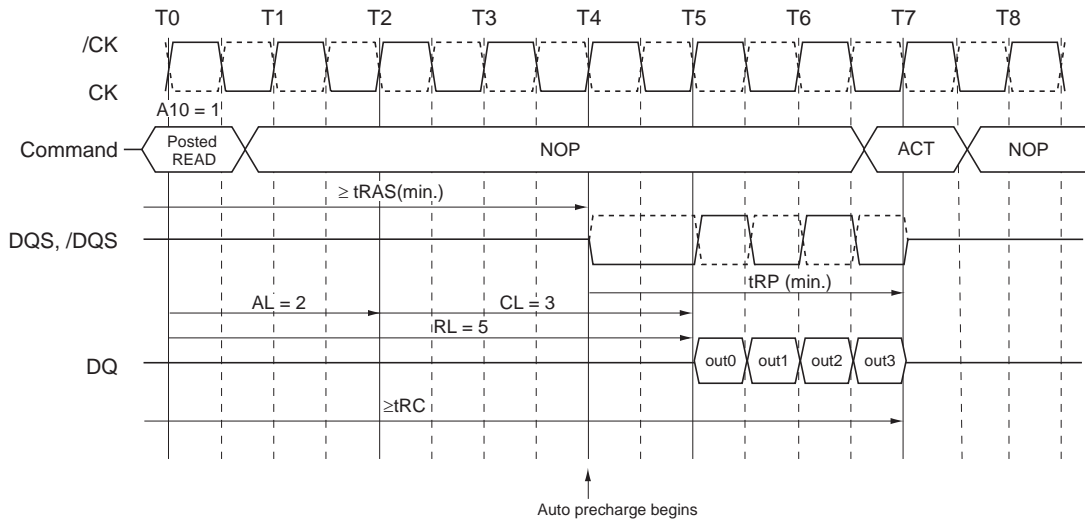 T0 T1 T2 T3 T4 T5 T6 T7 T8
/CK
CK
A10 = 1
Command
Posted
READ
NOP
ACT
NOP
≥ tRAS(min.)
DQS, /DQS
tRP (min.)
AL = 2
CL = 3
RL = 5
DQ
out0
out1
out2
out3
≥tRC
Auto precharge begins